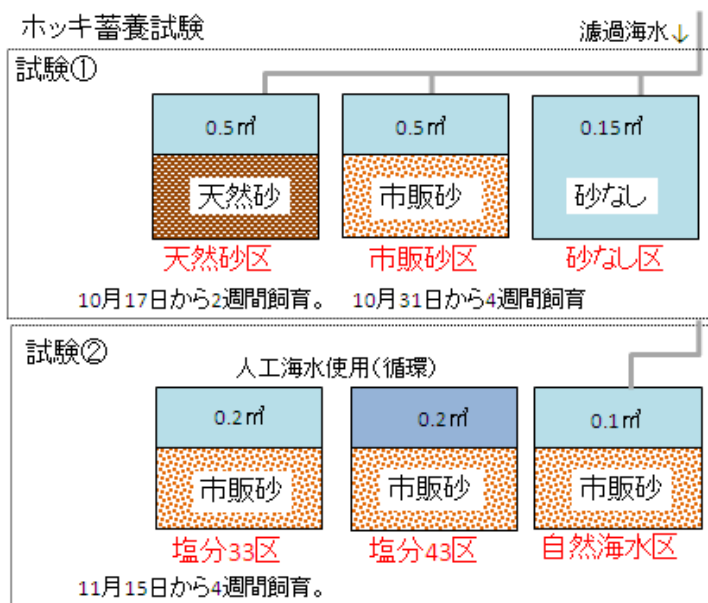 ホッキ蓄養試験
濾過海水↓
試験①
0.5㎡ 0.5㎡ 0.15㎡
天然砂 市販砂 砂なし
天然砂区 市販砂区 砂なし区
10月17日から2週間飼育。 10月31日から4週間飼育
試験②
人工海水使用(循環)
0.2㎡ 0.2㎡ 0.1㎡
市販砂 市販砂 市販砂
塩分33区 塩分43区 自然海水区
11月15日から4週間飼育。